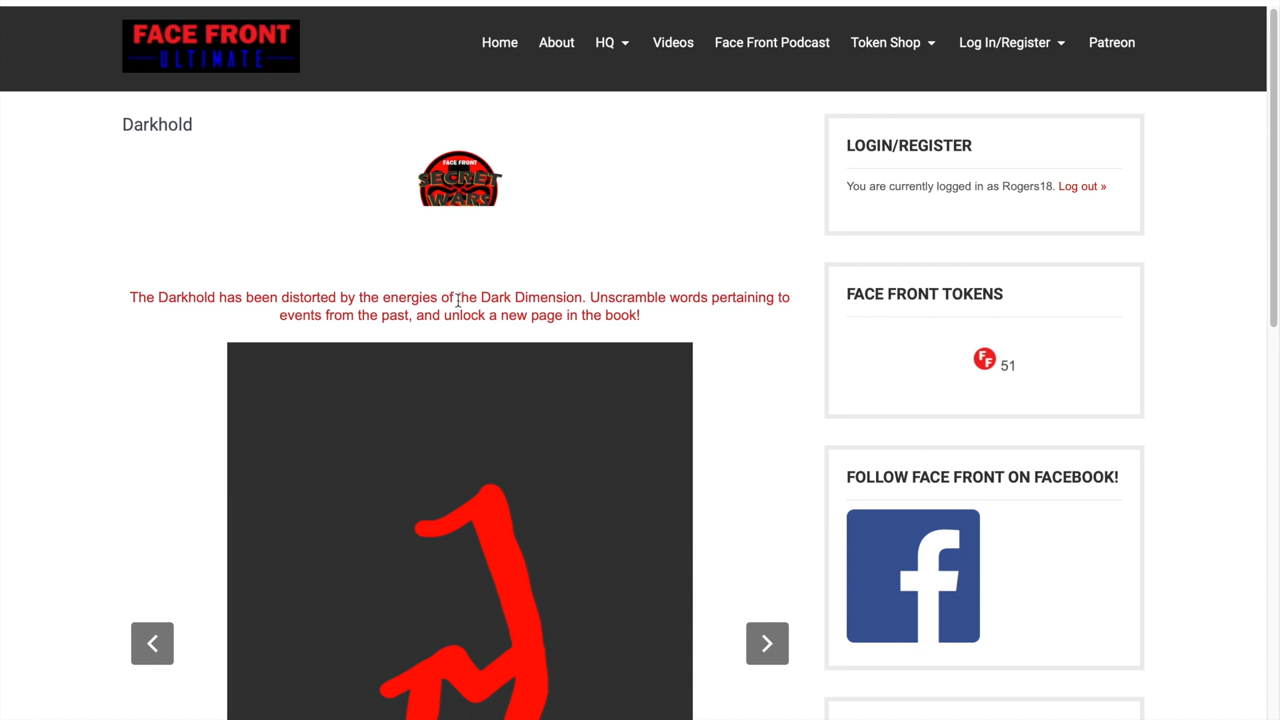 FACE FRONT
ULTIMATE
Home About HQ Videos Face Front Podcast Token Shop Log In/Register Patreon
Darkhold
FACE FRONT
SECRET
WARS
The Darkhold has been distorted by the energies of the Dark Dimension. Unscramble words pertaining to
events from the past, and unlock a new page in the book!
LOGIN/REGISTER
You are currently logged in as Rogers18. Log out »
FACE FRONT TOKENS
FF 51
FOLLOW FACE FRONT ON FACEBOOK!
f